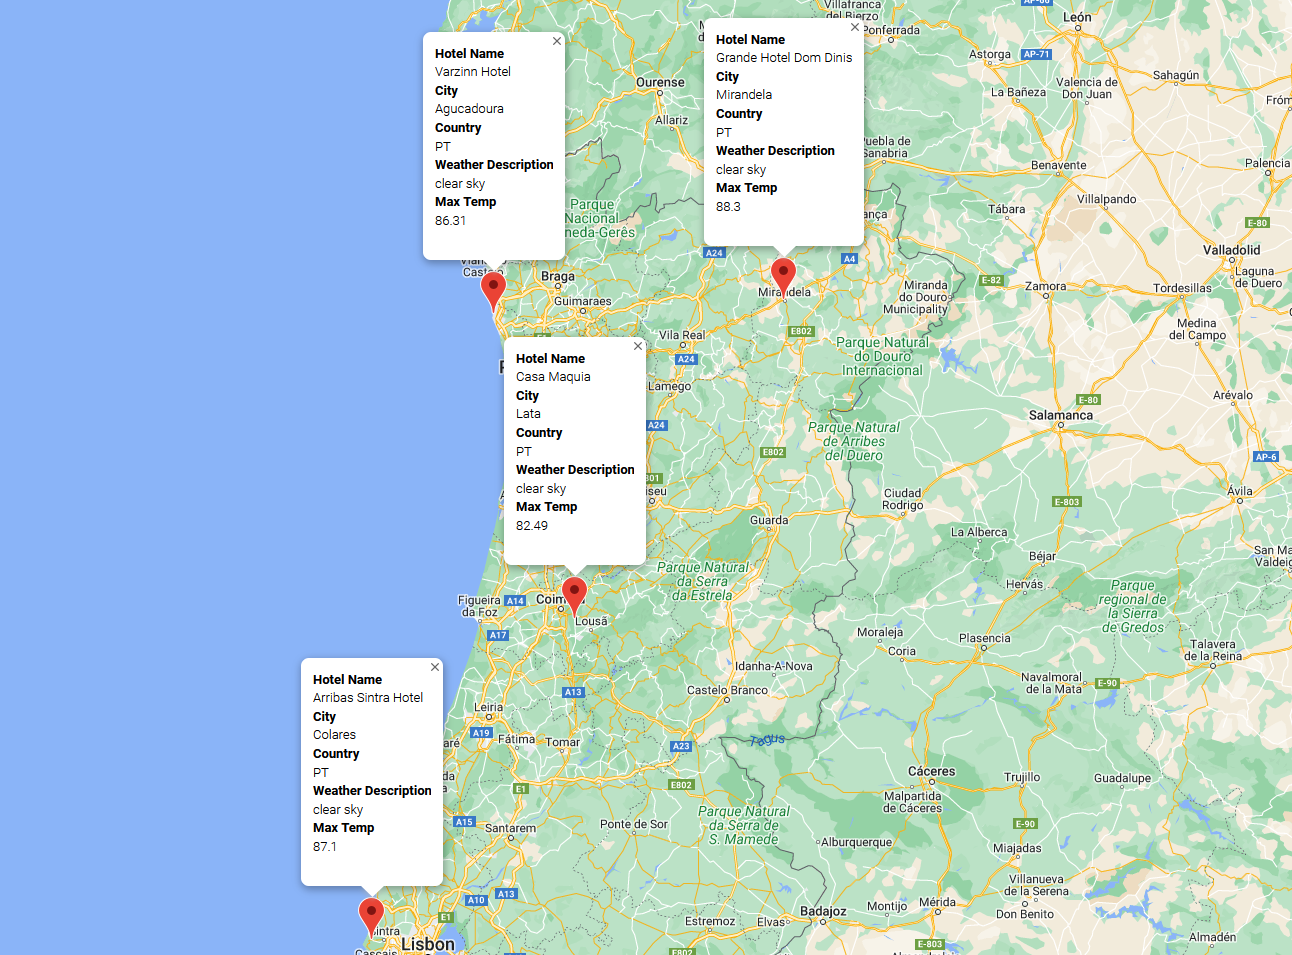 Hotel Name
Varzinn Hotel
City
Agucadoura
Country
PT
Weather Description
clear sky
Max Temp
86.31
Hotel Name
Grande Hotel Dom Dinis
City
Mirandela
Country
PT
Weather Description
clear sky
Max Temp
88.3
Hotel Name
Casa Maquia
City
Lata
Country
PT
Weather Description
clear sky
Max Temp
82.49
Hotel Name
Arribas Sintra Hotel
City
Colares
Country
PT
Weather Description
clear sky
Max Temp
87.1
Villafranca
del Bierzo
Ponferrada
León
AP-71
Astorga
La Bañeza
Valencia de
Don Juan
Sahagún
Ourense
Allariz
Puebla de
Sanabria
Benavente
Palencia
Villalpando
Tábara
E-80
Valladolid
Laguna
de Duero
Parque
Nacional
A24
A4
E-82
Zamora
Tordesillas
Braga
Guimaraes
Mirandela
Miranda
do Douro
Municipality
Medina
del Campo
E802
Vila Real
A24
Parque Natural
do Douro
Internacional
Lamego
E-80
Arévalo
Salamanca
A24
Parque Natural
de Arribes
del Duero
E802
AP-6
Ciudad
Rodrigo
E-803
Ávila
Guarda
La Alberca
Béjar
Hervás
Parque Natural
da Serra
da Estrela
Parque
regional de
la Sierra
de Gredos
Figueira
da Foz
A14
Lousã
A17
Moraleja
Coria
Plasencia
Talavera
de la Reina
Idanha-A-Nova
Castelo Branco
A13
Navalmoral
de la Mata
E-90
Leiria
A19
Fátima
Tomar
A23
Tagus
E1
E802
Cáceres
Malpartida
de Cáceres
Trujillo
Guadalupe
A15
Santarem
Ponte de Sor
Parque Natural
da Serra de
S. Mamede
Alburquerque
E-90
Miajadas
Villanueva
de la Serena
Don Benito
A10
A13
E1
Estremoz
Elvas
Badajoz
Montijo
Mérida
Lisbon
E802
E-803
Almadén